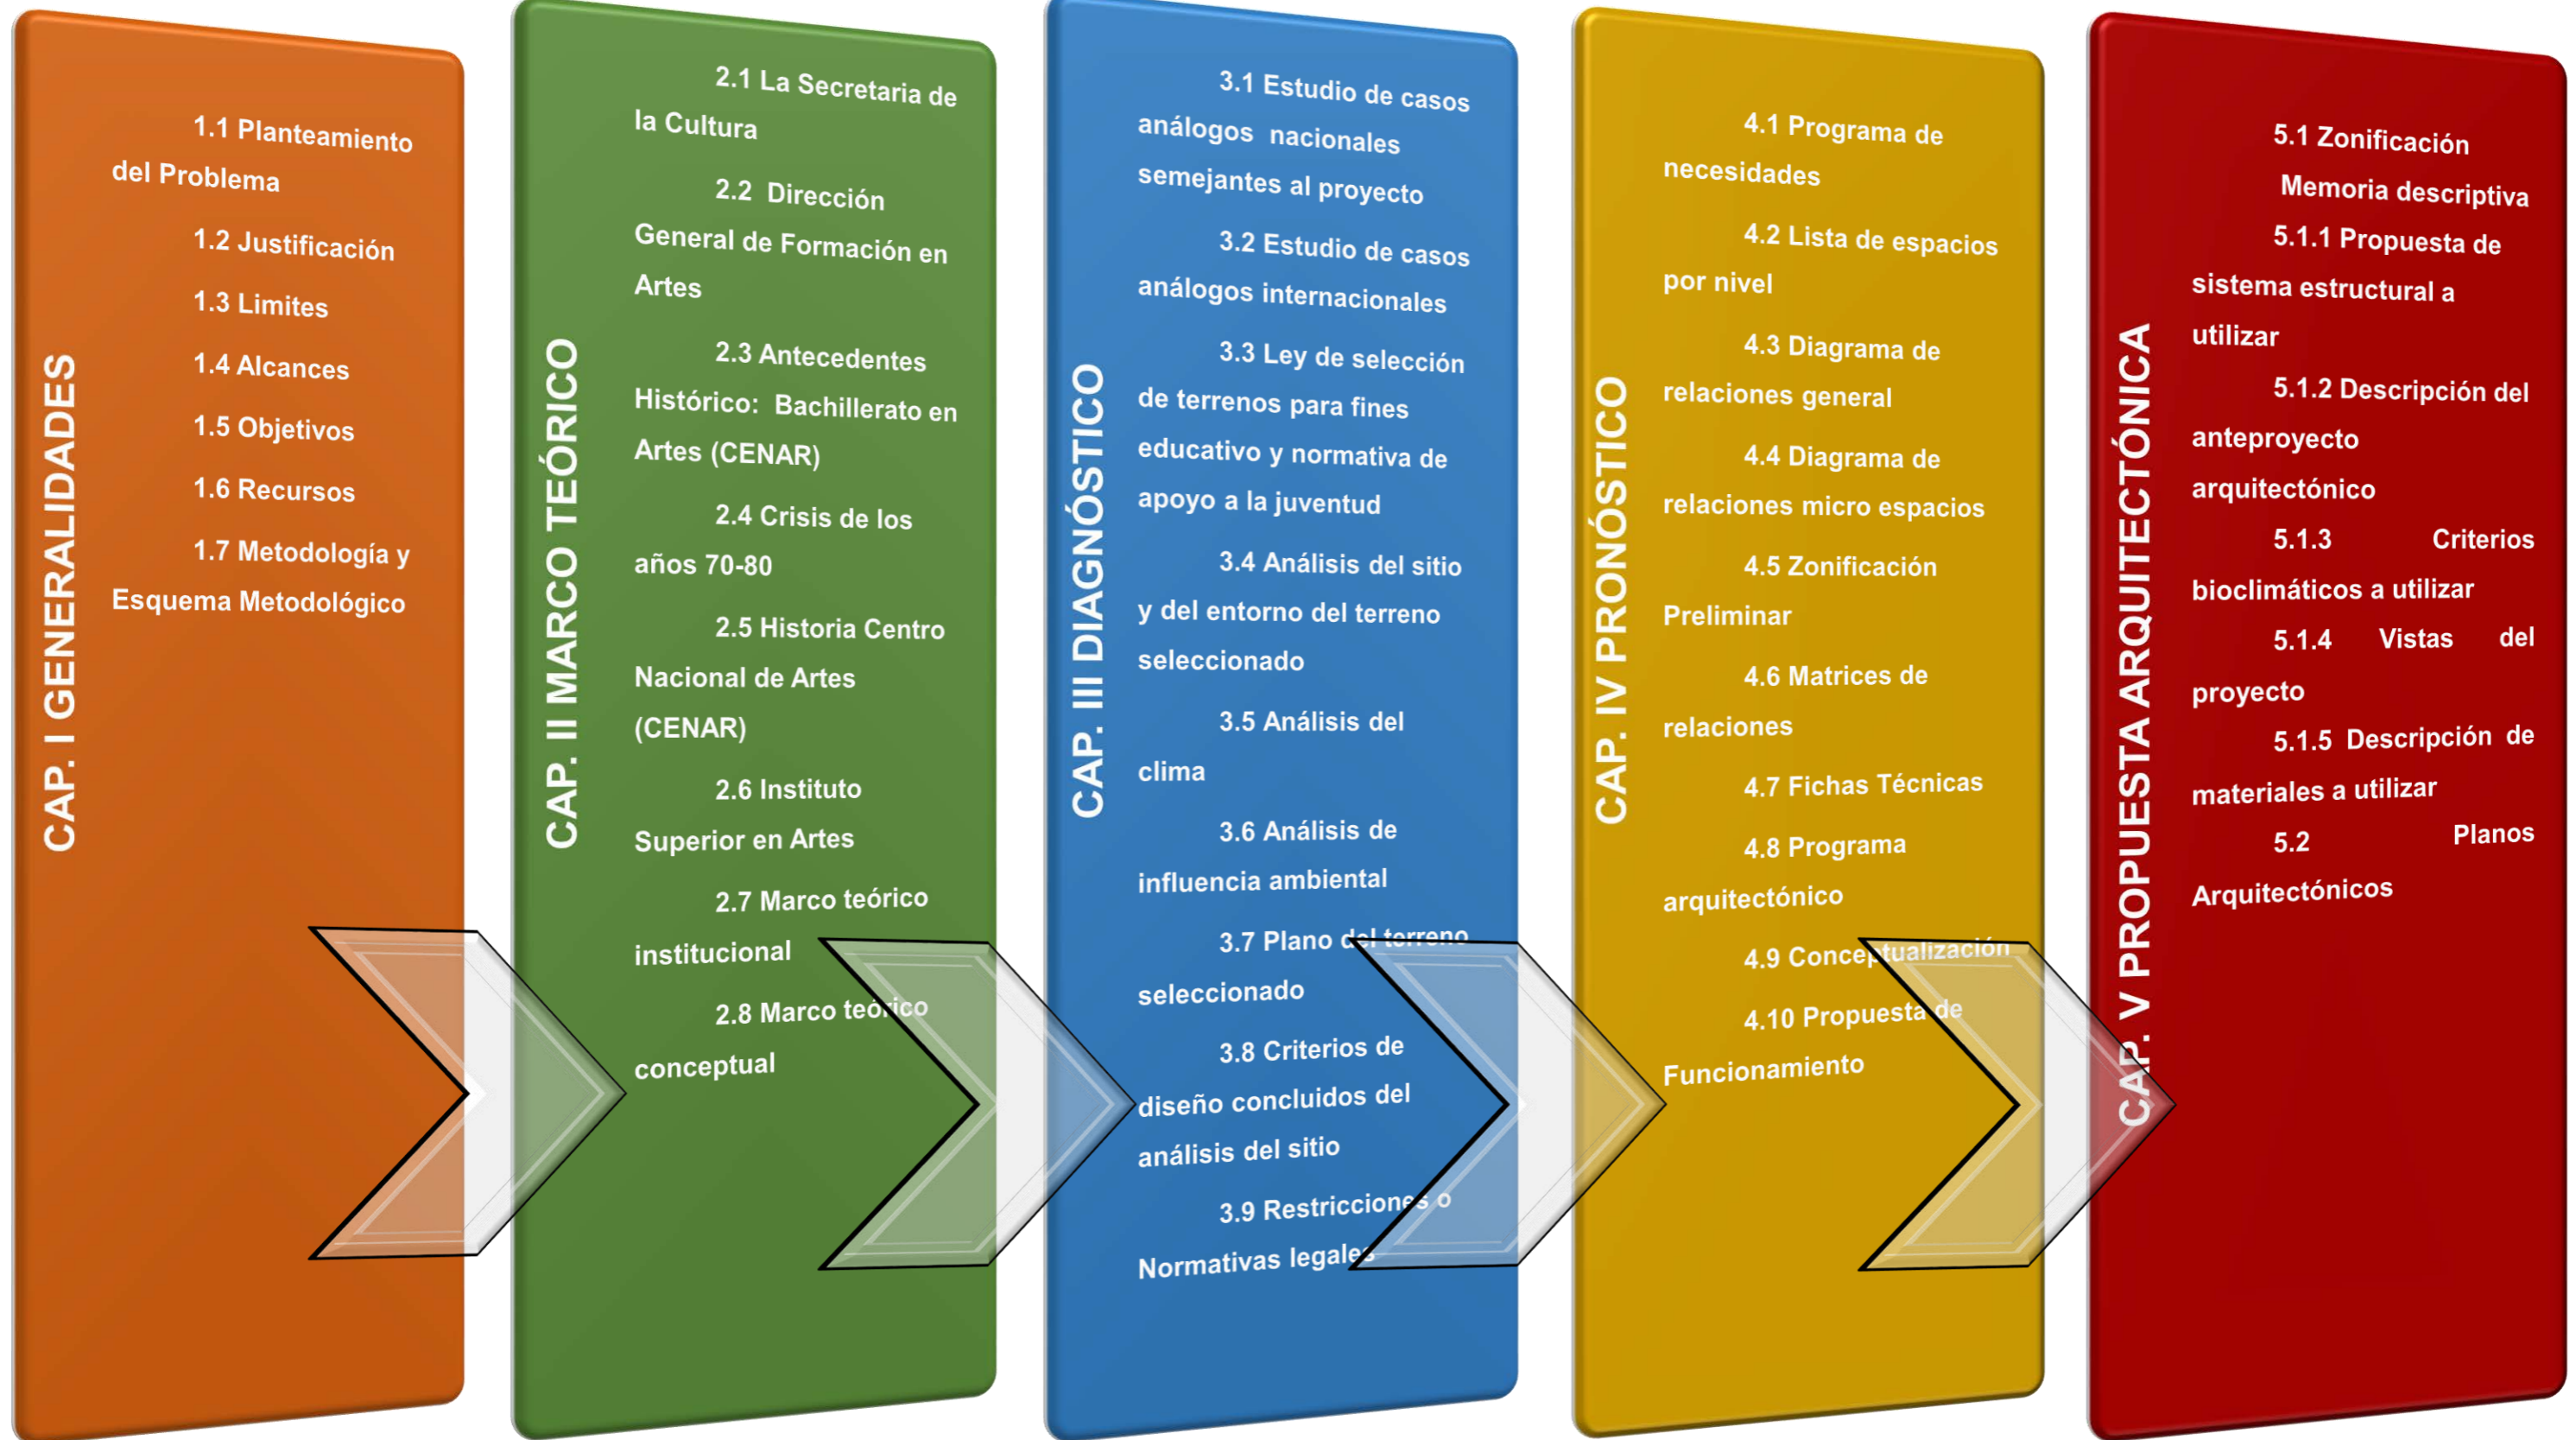 CAP. I GENERALIDADES
1.1 Planteamiento
del Problema
1.2 Justificación
1.3 Limites
1.4 Alcances
1.5 Objetivos
1.6 Recursos
1.7 Metodología y
Esquema Metodológico
CAP. II MARCO TEÓRICO
2.1 La Secretaria de
la Cultura
2.2 Dirección
General de Formación en
Artes
2.3 Antecedentes
Histórico: Bachillerato en
Artes (CENAR)
2.4 Crisis de los
años 70-80
2.5 Historia Centro
Nacional de Artes
(CENAR)
2.6 Instituto
Superior en Artes
2.7 Marco teórico
institucional
2.8 Marco teórico
conceptual
CAP. III DIAGNÓSTICO
3.1 Estudio de casos
análogos nacionales
semejantes al proyecto
3.2 Estudio de casos
análogos internacionales
3.3 Ley de selección
de terrenos para fines
educativo y normativa de
apoyo a la juventud
3.4 Análisis del sitio
y del entorno del terreno
seleccionado
3.5 Análisis del
clima
3.6 Análisis de
influencia ambiental
3.7 Plano del terreno
seleccionado
3.8 Criterios de
diseño concluidos del
análisis del sitio
3.9 Restricciones o
Normativas legales
CAP. IV PRONÓSTICO
4.1 Programa de
necesidades
4.2 Lista de espacios
por nivel
4.3 Diagrama de
relaciones general
4.4 Diagrama de
relaciones micro espacios
4.5 Zonificación
Preliminar
4.6 Matrices de
relaciones
4.7 Fichas Técnicas
4.8 Programa
arquitectónico
4.9 Conceptualización
4.10 Propuesta de
Funcionamiento
CAP. V PROPUESTA ARQUITECTÓNICA
5.1 Zonificación
Memoria descriptiva
5.1.1 Propuesta de
sistema estructural a
utilizar
5.1.2 Descripción del
anteproyecto
arquitectónico
5.1.3 Criterios
bioclimáticos a utilizar
5.1.4 Vistas del
proyecto
5.1.5 Descripción de
materiales a utilizar
5.2 Planos
Arquitectónicos